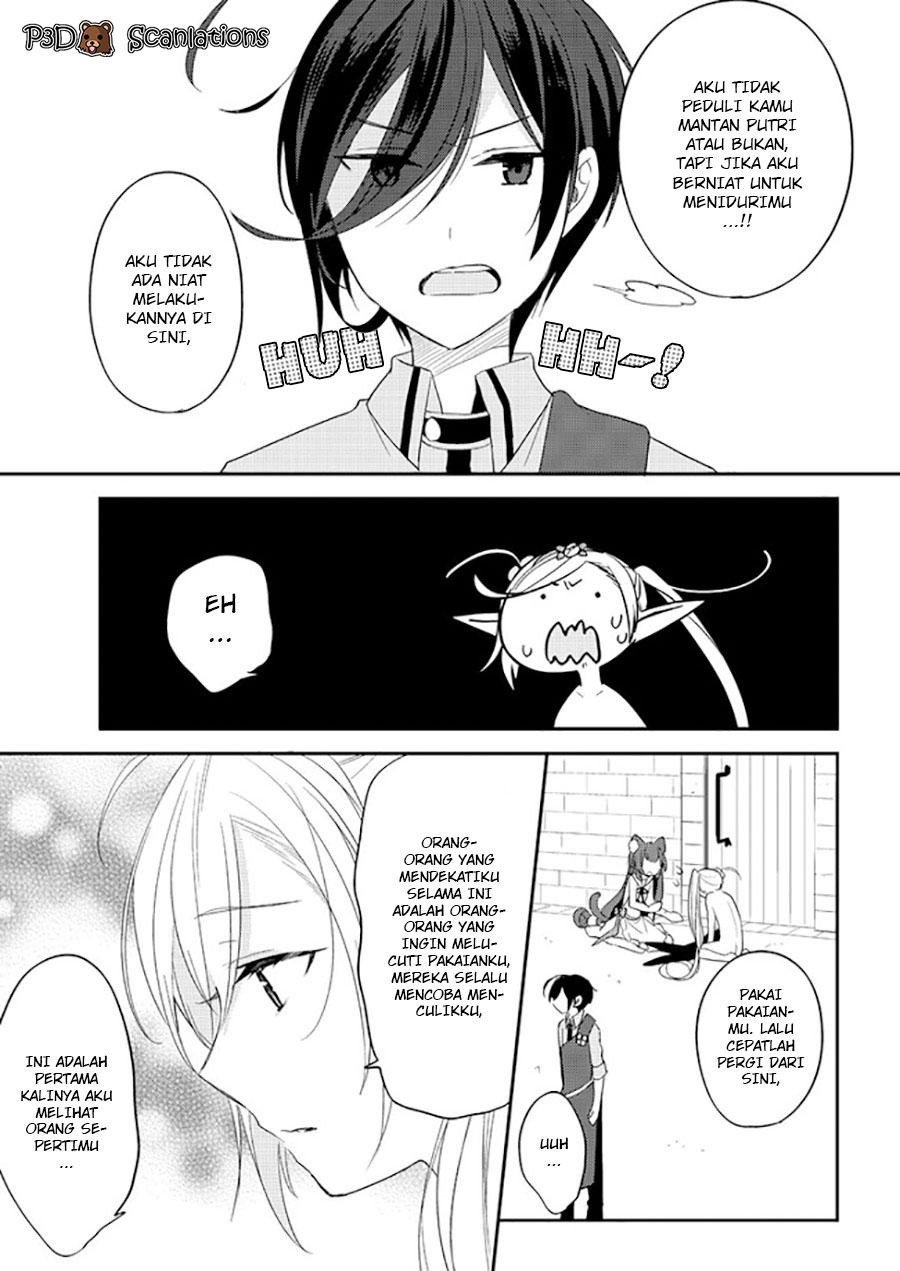 P3D Scanlations
AKU TIDAK
PEDULI KAMU
MANTAN PUTRI
ATAU BUKAN,
TAPI JIKA AKU
BERNIAT UNTUK
MENIDURIMU
...!!
AKU TIDAK
ADA NIAT
MELAKU-
KANNYA DI
SINI,
HUH HH~!
EH
...
PAKAI
PAKAIAN-
MU. LALU
CEPATLAH
PERGI DARI
SINI,
UUH
...
ORANG-
ORANG YANG
MENDEKATIKU
SELAMA INI
ADALAH ORANG-
ORANG YANG
INGIN MELU-
CUTI PAKAIANKU,
MEREKA SELALU
MENCOBA MEN-
CULIKKU,
INI ADALAH
PERTAMA
KALINYA AKU
MELIHAT
ORANG SE-
PERTIMU
...